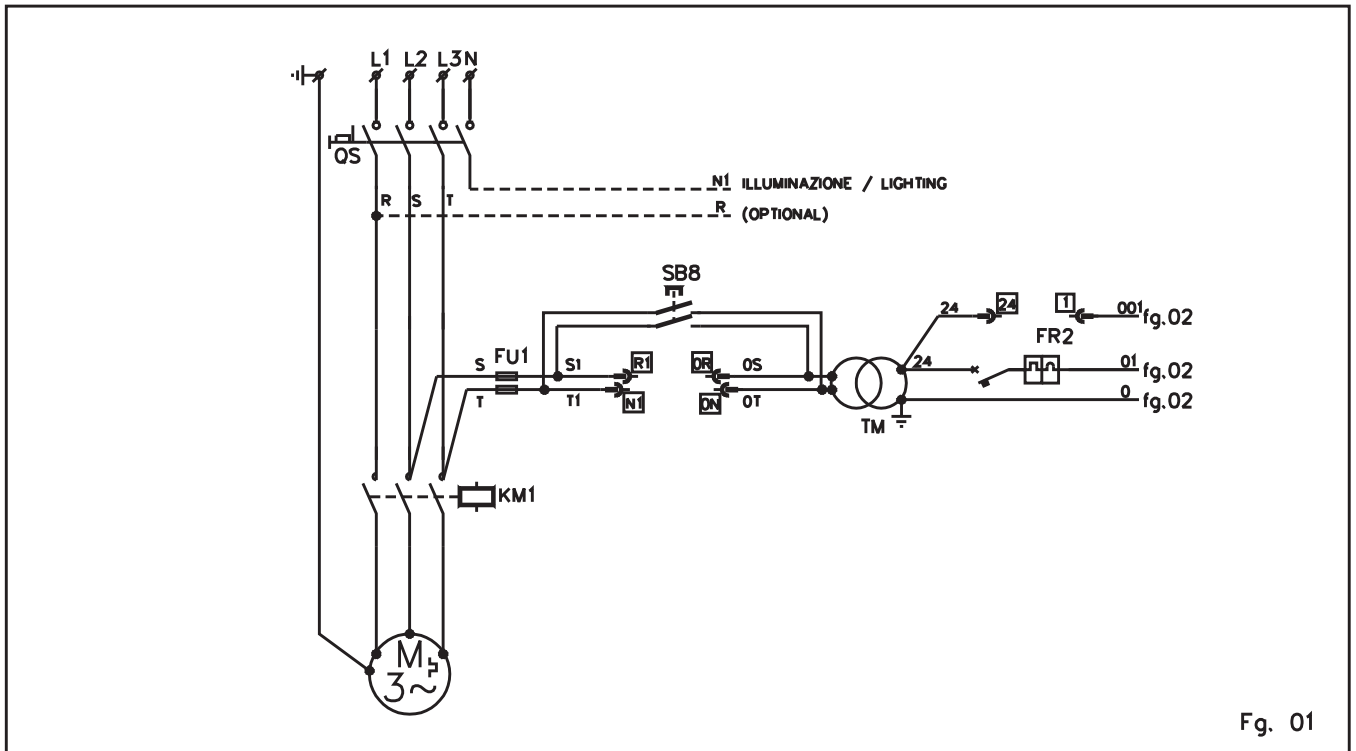 L1 L2 L3 N
QS
N1 ILLUMINAZIONE / LIGHTING
R S T
R (OPTIONAL)
SB8
24 24 1 001 fg.02
FR2
S FU1 S1 R1 0R 0S 24 01 fg.02
T T1 N1 0N 0T 0 fg.02
TM
KM1
M
3~
Fg. 01